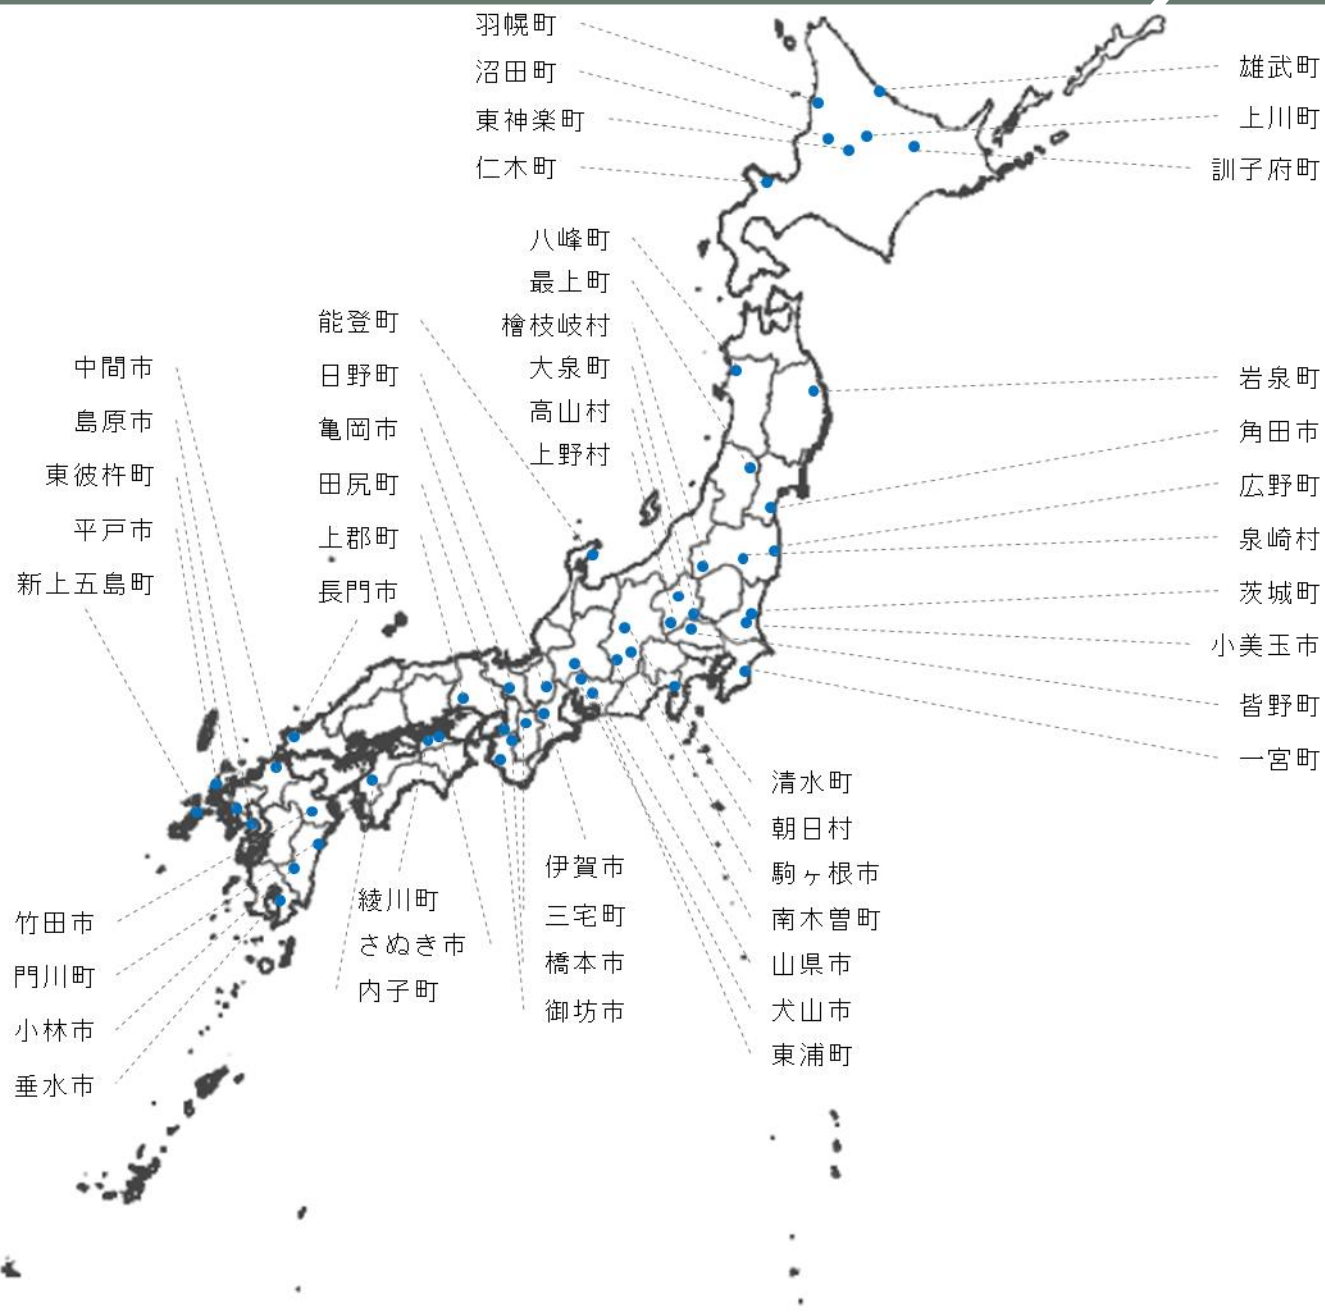 羽幌町
沼田町
東神楽町
仁木町
雄武町
上川町
訓子府町
八峰町
最上町
檜枝岐村
大泉町
高山村
上野村
能登町
日野町
亀岡市
田尻町
上郡町
長門市
中間市
島原市
東彼杵町
平戸市
新上五島町
岩泉町
角田市
広野町
泉崎村
茨城町
小美玉市
皆野町
一宮町
清水町
朝日村
駒ヶ根市
南木曽町
山県市
犬山市
東浦町
伊賀市
三宅町
橋本市
御坊市
綾川町
さぬき市
内子町
竹田市
門川町
小林市
垂水市